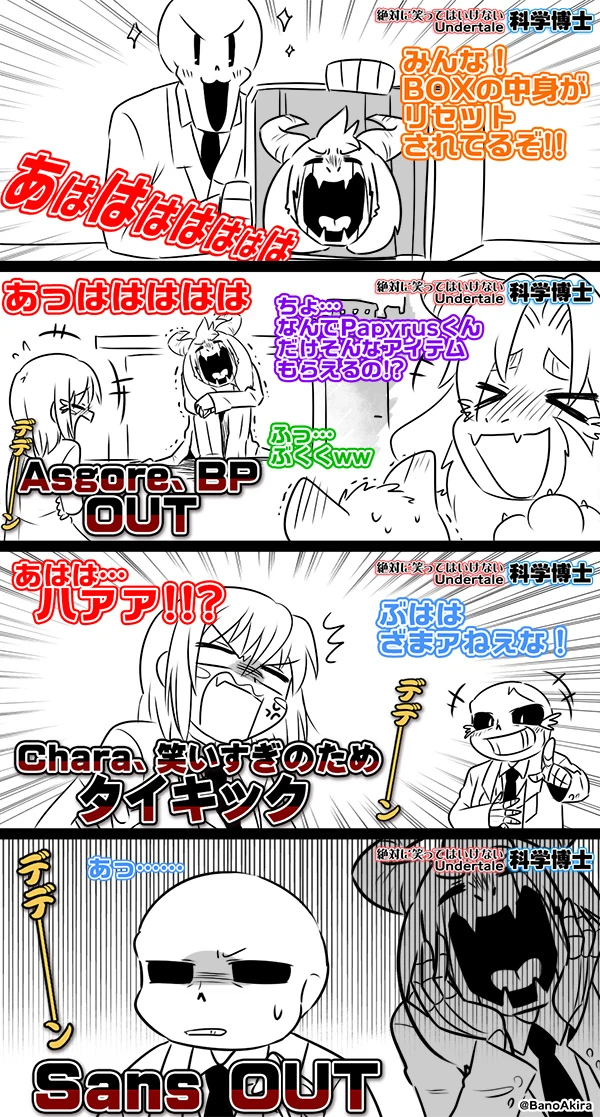 絶対に笑ってはいけない
Undertale 科学博士
みんな!
BOXの中身が
リセット
されてるぞ!!
あはははははははは
絶対に笑ってはいけない
Undertale 科学博士
あっははははは
ちょ…
なんでPapyrusくん
だけそんなアイテム
もらえるの!?
ふっ…
ぶくくww
デデーン
Asgore、BP
OUT
絶対に笑ってはいけない
Undertale 科学博士
あはは…
ハァァ!!?
ぶはは
ざまァねぇな!
デデーン
Chara、笑いすぎのため
タイキック
絶対に笑ってはいけない
Undertale 科学博士
デデーン
あっ……
Sans OUT
@BanoAkira